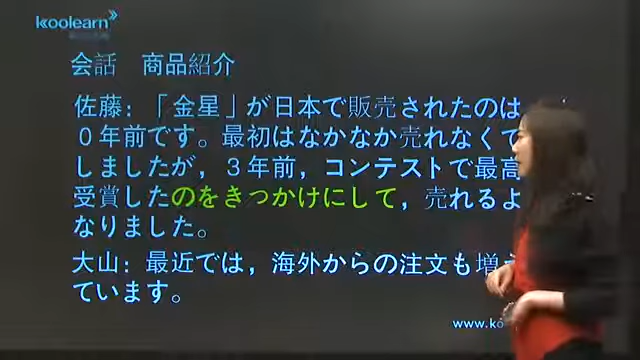 koolearn
会話　商品紹介
佐藤：「金星」が日本で販売されたのは
０年前です。最初はなかなか売れなくて
しましたが，３年前，コンテストで最高
受賞したのをきっかけにして，売れるよ
なりました。
大山：最近では，海外からの注文も増え
ています。
www.ko